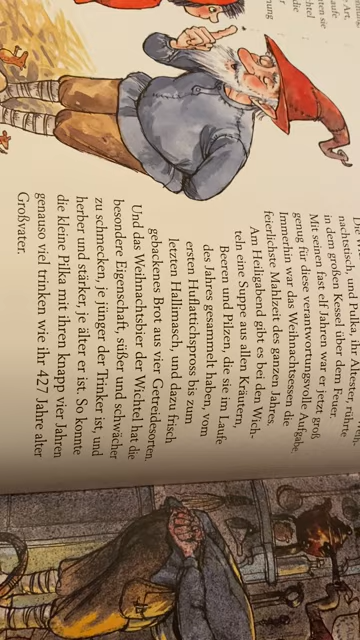 nachtstisch, und Pulka, ihr Ältester, rührte
in dem großen Kessel über dem Feuer.
Mit seinen fast elf Jahren war er jetzt groß
genug für diese verantwortungsvolle Aufgabe.
Immerhin war das Weihnachtsessen die
feierlichste Mahlzeit des ganzen Jahres.
Am Heiligabend gibt es bei den Wich-
teln eine Suppe aus allen Kräutern,
Beeren und Pilzen, die sie im Laufe
des Jahres gesammelt haben, vom
ersten Huflattichspross bis zum
letzten Hallimasch, und dazu frisch
gebackenes Brot aus vier Getreidesorten.
Und das Weihnachtsbier der Wichtel hat die
besondere Eigenschaft, süßer und schwächer
zu schmecken, je jünger der Trinker ist, und
herber und stärker, je älter er ist. So konnte
die kleine Pilka mit ihren knapp vier Jahren
genauso viel trinken wie ihr 427 Jahre alter
Großvater.